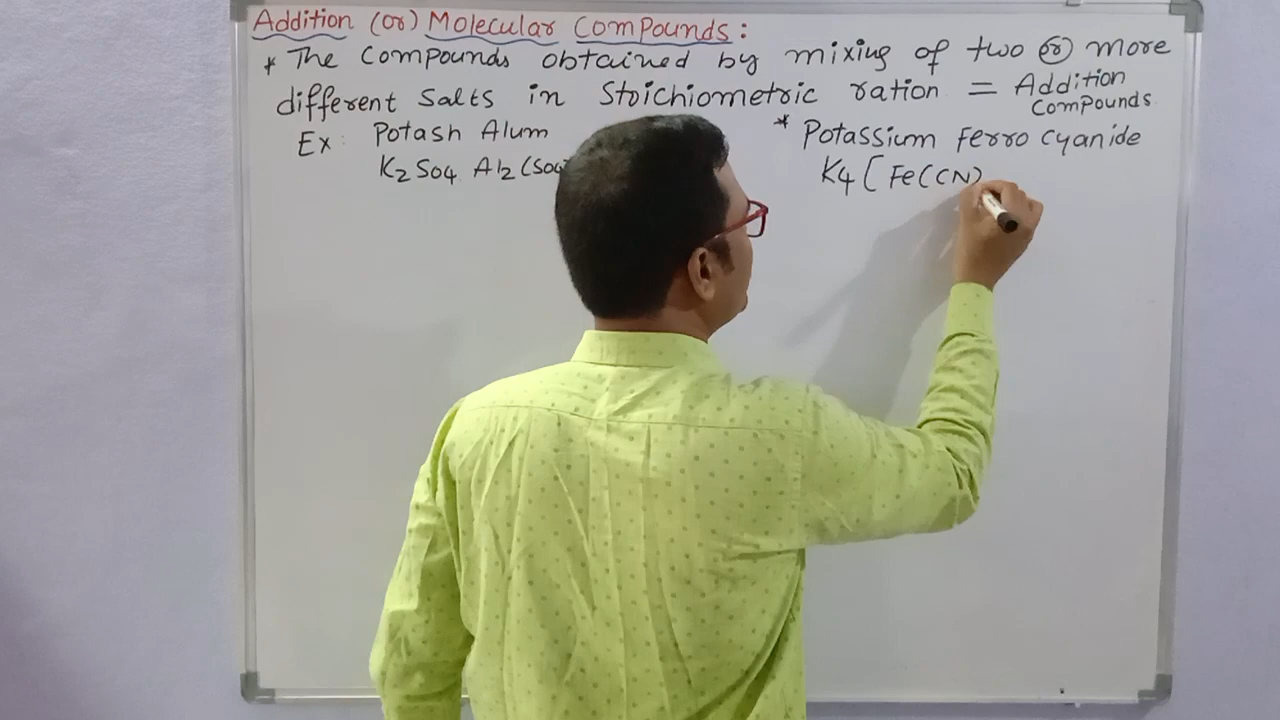 Addition (or) Molecular Compounds:
* The Compounds obtained by mixing of two or more
different Salts in Stoichiometric ration = Addition
Compounds
Ex: Potash Alum
K2SO4 Al2(SO4
* Potassium Ferro cyanide
K4[Fe(CN)